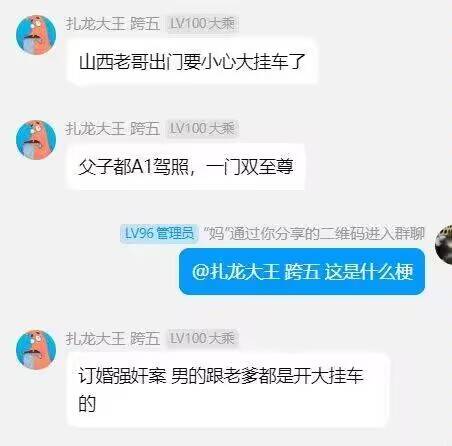 扎龙大王 跨五 LV100 大乘
山西老哥出门要小心大挂车了
扎龙大王 跨五 LV100 大乘
父子都A1驾照，一门双至尊
LV96 管理员 “妈”通过你分享的二维码进入群聊
@扎龙大王 跨五 这是什么梗
扎龙大王 跨五 LV100 大乘
订婚强奸案 男的跟老爹都是开大挂车
的